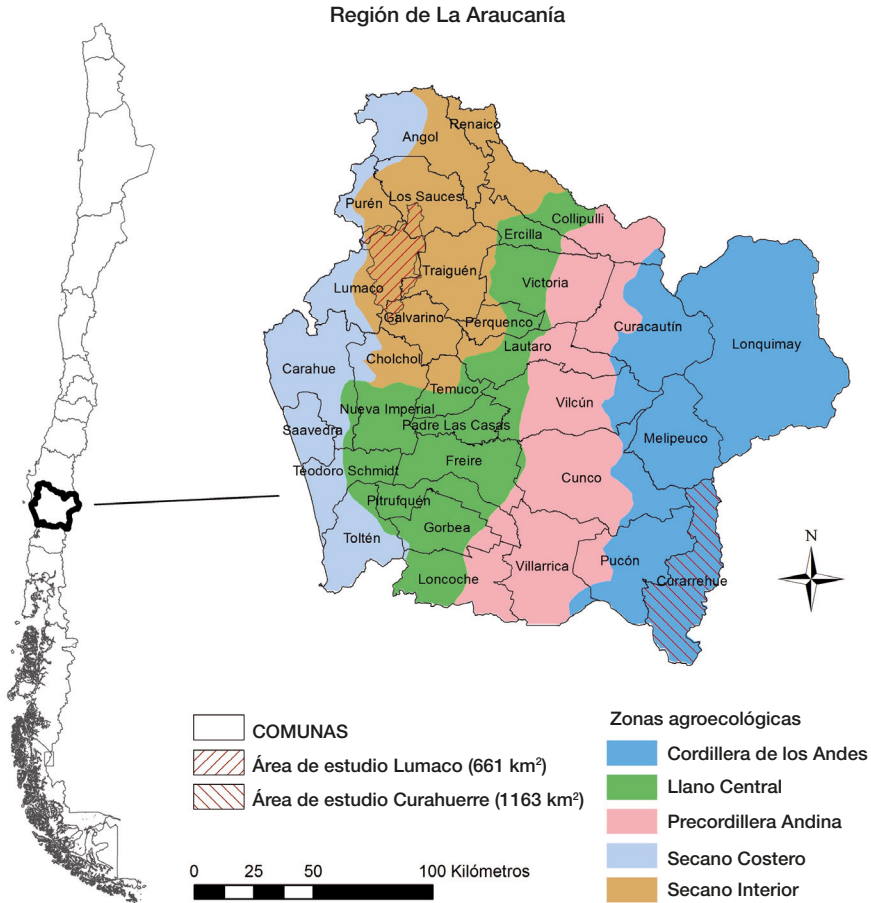 Región de La Araucanía
Renaico
Angol
Los Sauces
Purén
Collipulli
Ercilla
Traiguén
Victoria
Lumaco
Galvarino
Perquenco
Curacautín
Lonquimay
Lautaro
Cholchol
Carahue
Temuco
Vilcún
Nueva Imperial
Saavedra
Padre Las Casas
Melipeuco
Freire
Teodoro Schmidt
Cunco
Pitrufquén
Gorbea
Toltén
N
Pucón
Villarrica
Loncoche
Curarrehue
COMUNAS
Área de estudio Lumaco (661 km²)
Área de estudio Curahuerre (1163 km²)
0 25 50 100 Kilómetros
Zonas agroecológicas
Cordillera de los Andes
Llano Central
Precordillera Andina
Secano Costero
Secano Interior